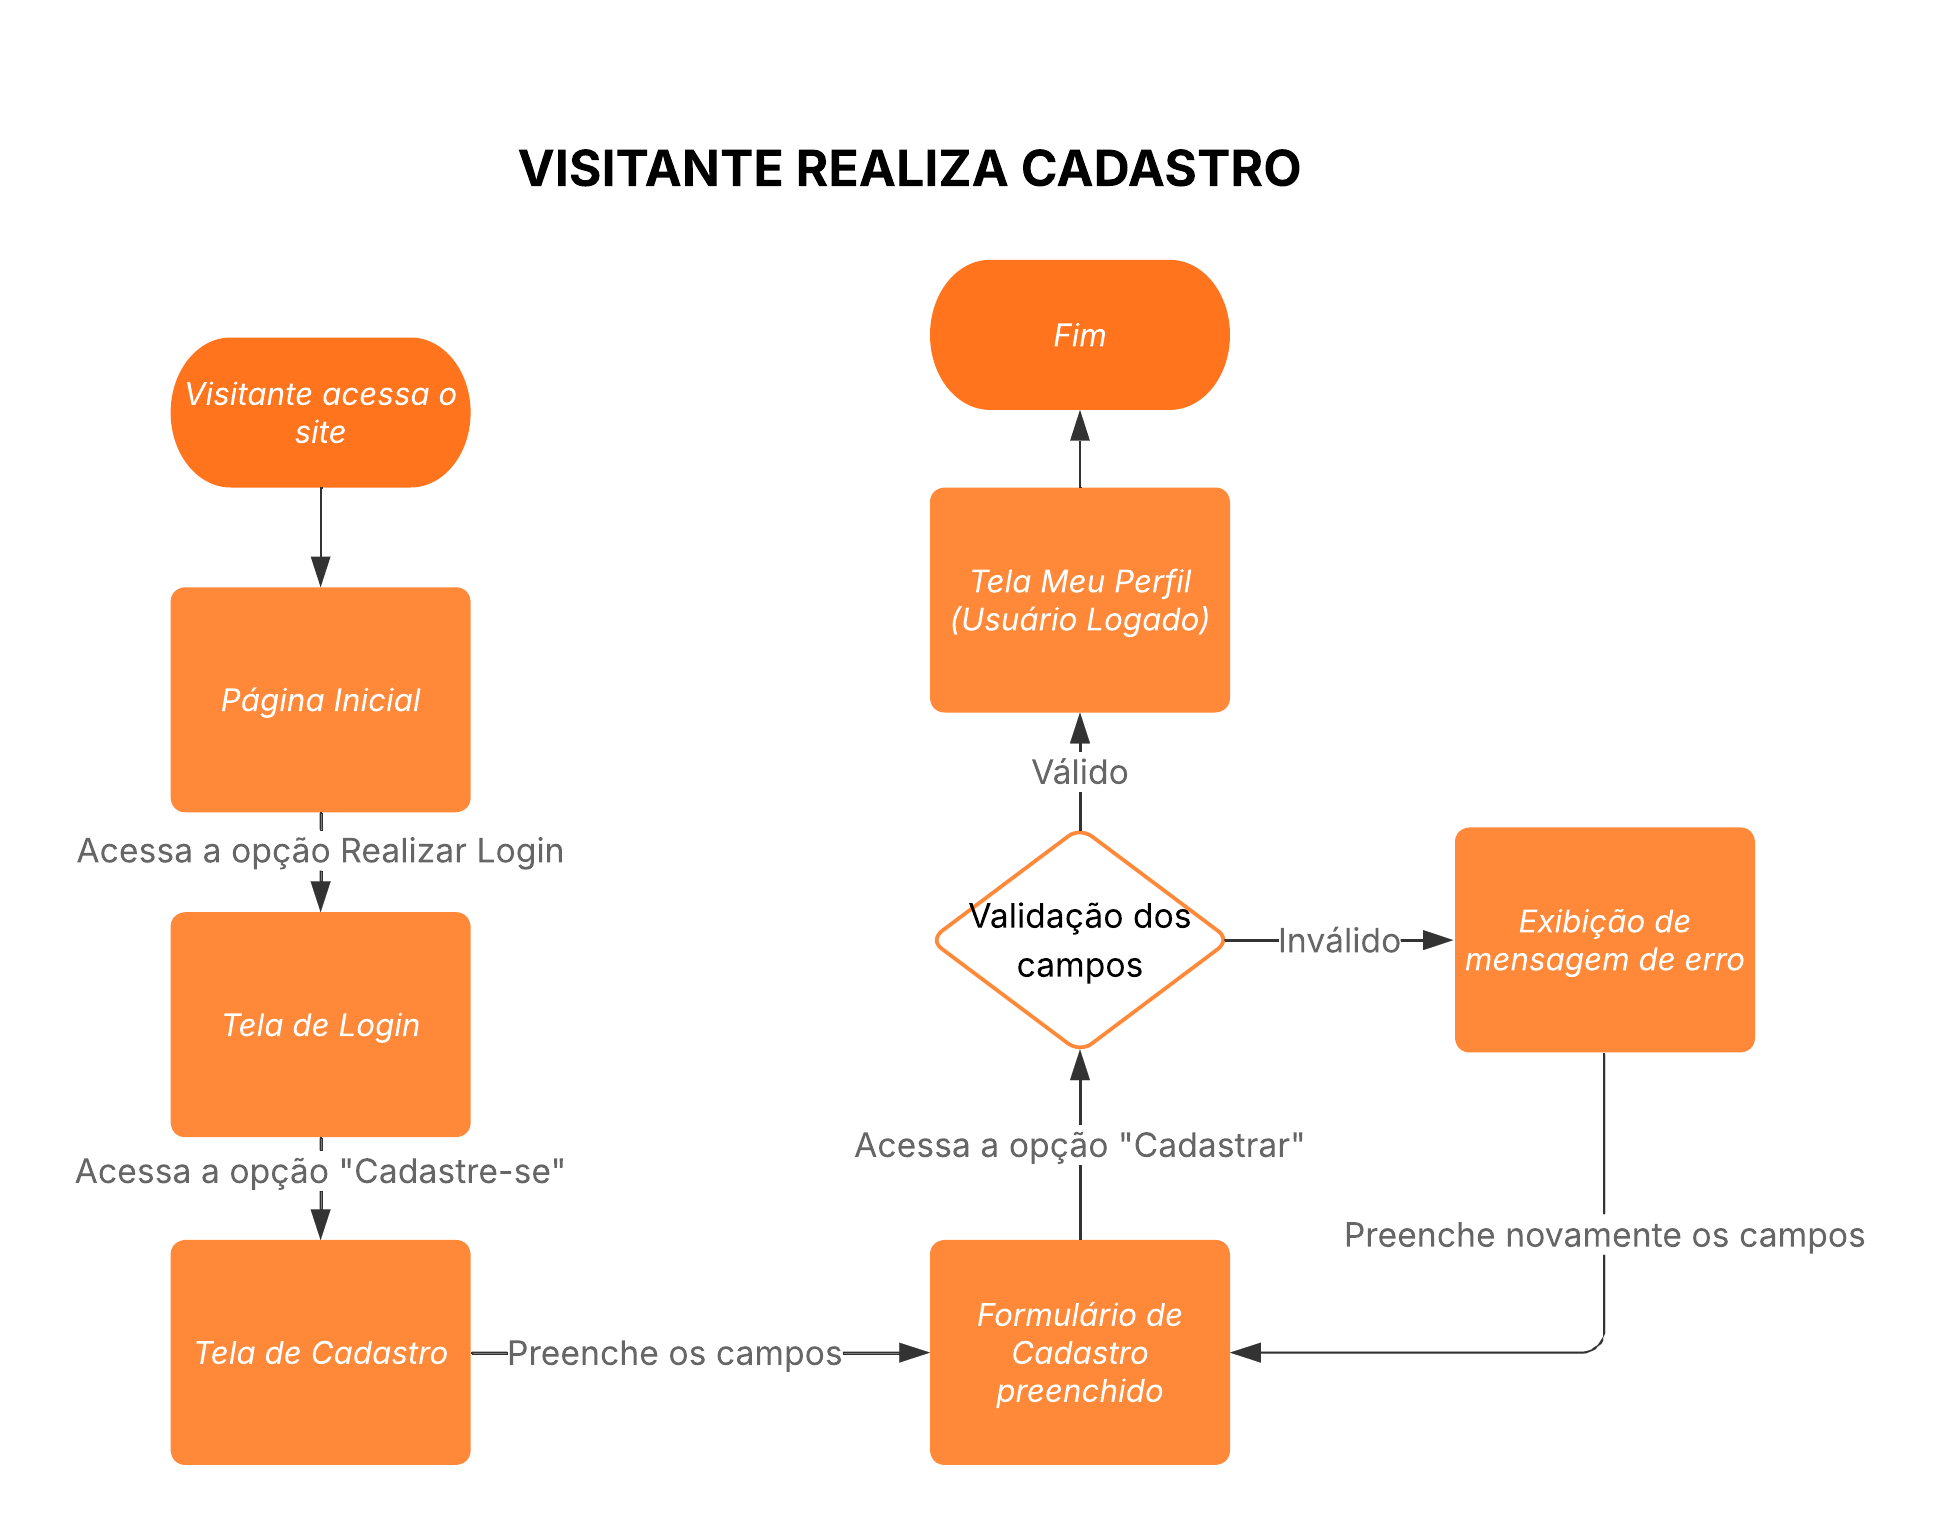 VISITANTE REALIZA CADASTRO
Visitante acessa o
site
Página Inicial
Acessa a opção Realizar Login
Tela de Login
Acessa a opção "Cadastre-se"
Tela de Cadastro
Preenche os campos
Formulário de
Cadastro
preenchido
Acessa a opção "Cadastrar"
Validação dos
campos
Válido
Tela Meu Perfil
(Usuário Logado)
Fim
Inválido
Exibição de
mensagem de erro
Preenche novamente os campos